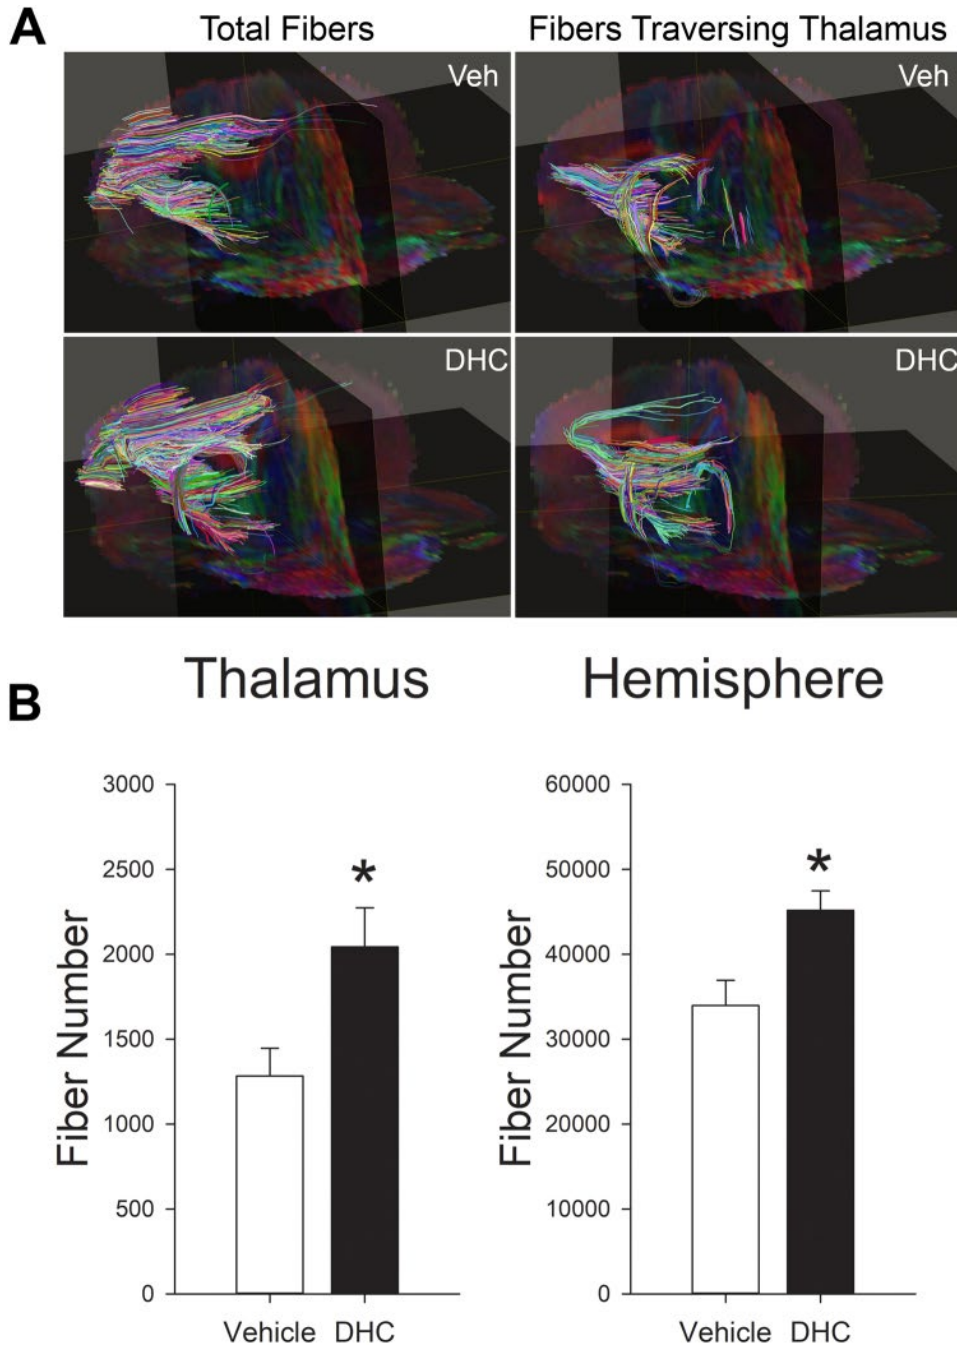 A
Total Fibers
Fibers Traversing Thalamus
Veh
Veh
DHC
DHC
B
Thalamus
Hemisphere
Fiber Number
3000
2500
2000
1500
1000
500
0
*
Vehicle
DHC
Fiber Number
60000
50000
40000
30000
20000
10000
0
*
Vehicle
DHC